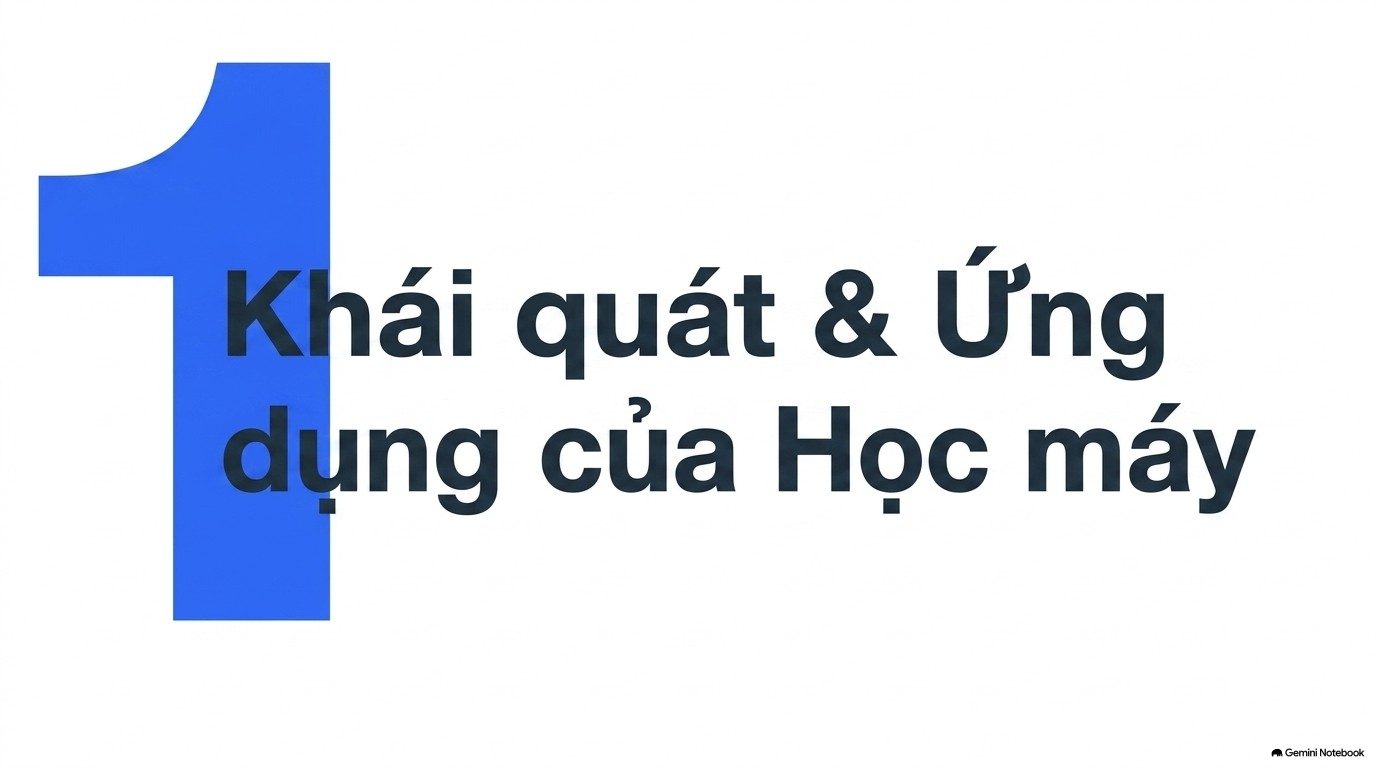 1
Khái quát & Ứng
dụng của Học máy
Gemini Notebook